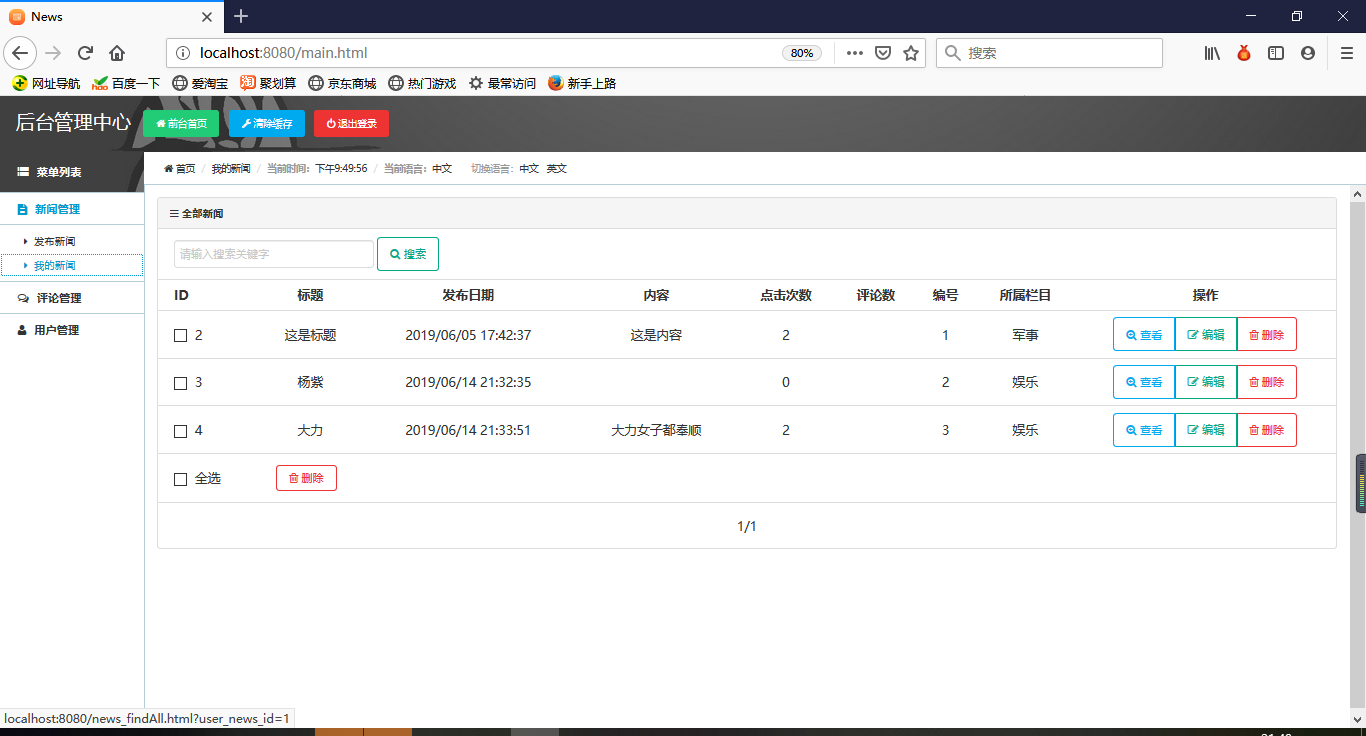 News
localhost:8080/main.html
80%
搜索
网址导航
百度一下
爱淘宝
聚划算
京东商城
热门游戏
最常访问
新手上路
后台管理中心
前台首页
清除缓存
退出登录
菜单列表
首页 / 我的新闻 / 当前时间: 下午9:49:56 / 当前语言: 中文 切换语言: 中文 英文
新闻管理
发布新闻
我的新闻
评论管理
用户管理
全部新闻
请输入搜索关键字
搜索
ID 标题 发布日期 内容 点击次数 评论数 编号 所属栏目 操作
2 这是标题 2019/06/05 17:42:37 这是内容 2 1 军事 查看 编辑 删除
3 杨紫 2019/06/14 21:32:35 0 2 娱乐 查看 编辑 删除
4 大力 2019/06/14 21:33:51 大力女子都奉顺 2 3 娱乐 查看 编辑 删除
全选 删除
1/1
localhost:8080/news_findAll.html?user_news_id=1